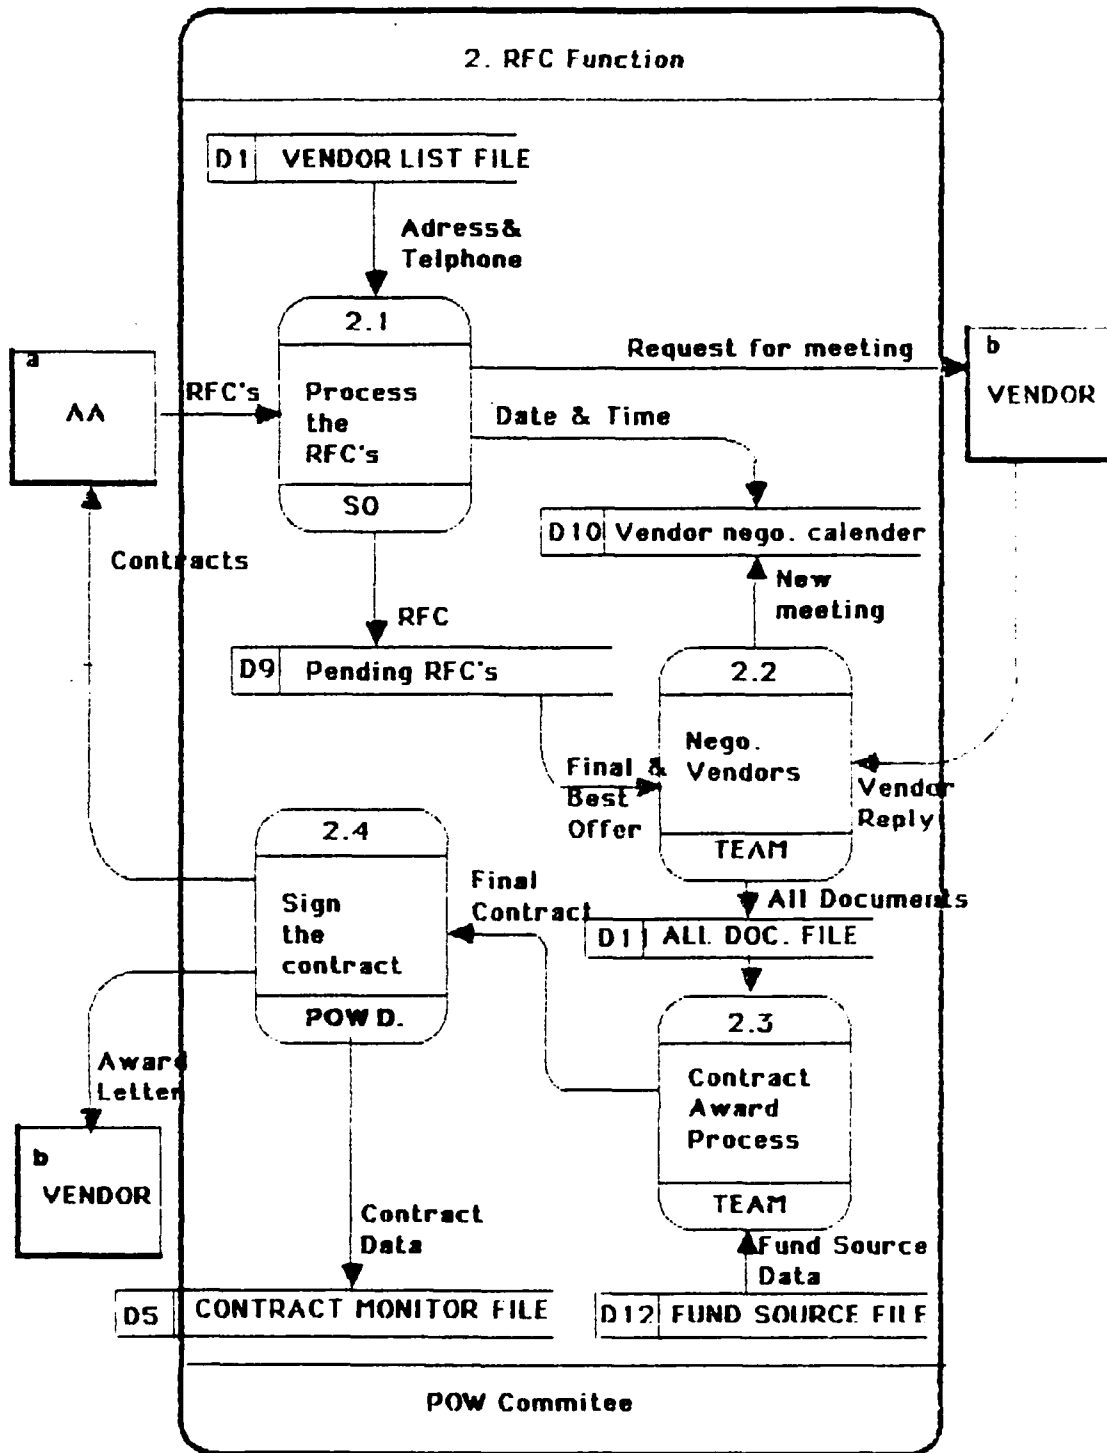 2. RFC Function
D1 VENDOR LIST FILE
Adress&
Telphone
2.1
Process
the
RFC's
SO
a
AA
RFC's
Request for meeting
b
VENDOR
Date & Time
D10 Vendor nego. calender
Contracts
New
meeting
RFC
D9 Pending RFC's
2.2
Nego.
Vendors
TEAM
Final &
Best
Offer
Vendor
Reply
2.4
Sign
the
contract
POW D.
Final
Contract
All Documents
D1 ALL DOC. FILE
2.3
Contract
Award
Process
TEAM
Award
Letter
b
VENDOR
Contract
Data
Fund Source
Data
D5 CONTRACT MONITOR FILE
D12 FUND SOURCE FILE
POW Commitee